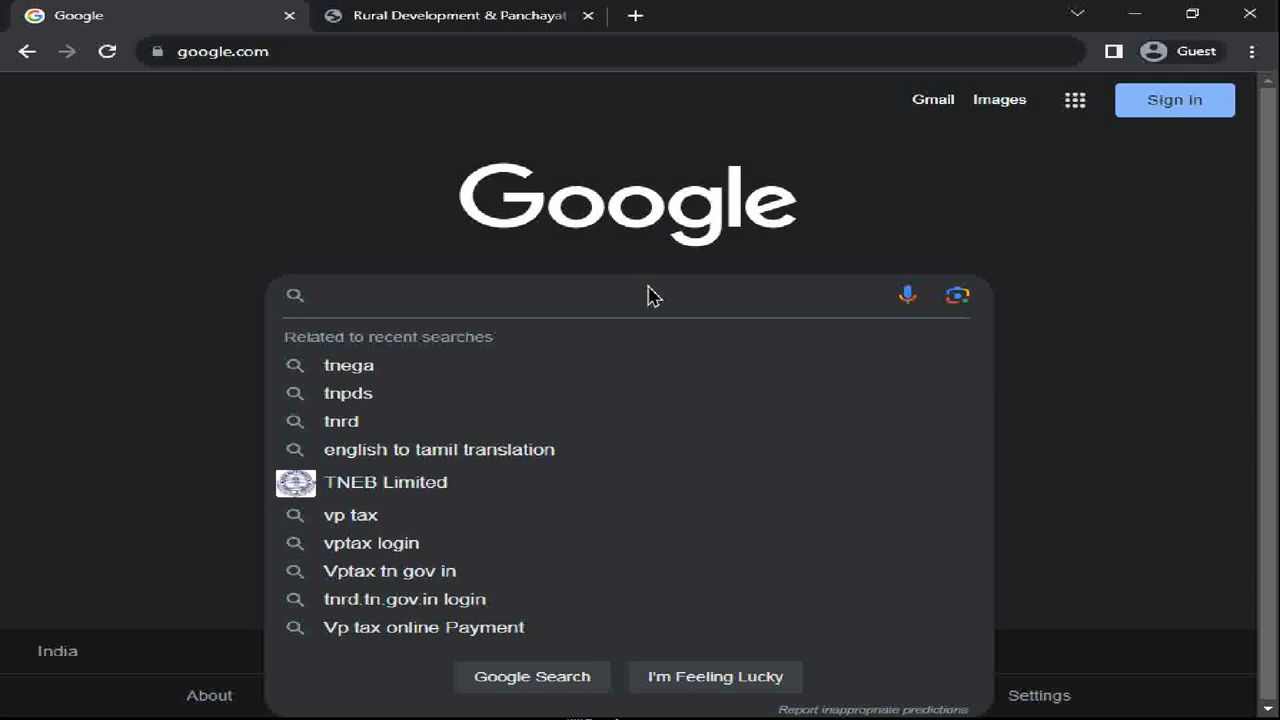 Google
Rural Development & Panchayat
google.com
Guest
Gmail
Images
Sign in
Google
Related to recent searches
tnega
tnpds
tnrd
english to tamil translation
TNEB Limited
vp tax
vptax login
Vptax tn gov in
tnrd.tn.gov.in login
Vp tax online Payment
India
Google Search
I'm Feeling Lucky
About
Settings
Report inappropriate predictions